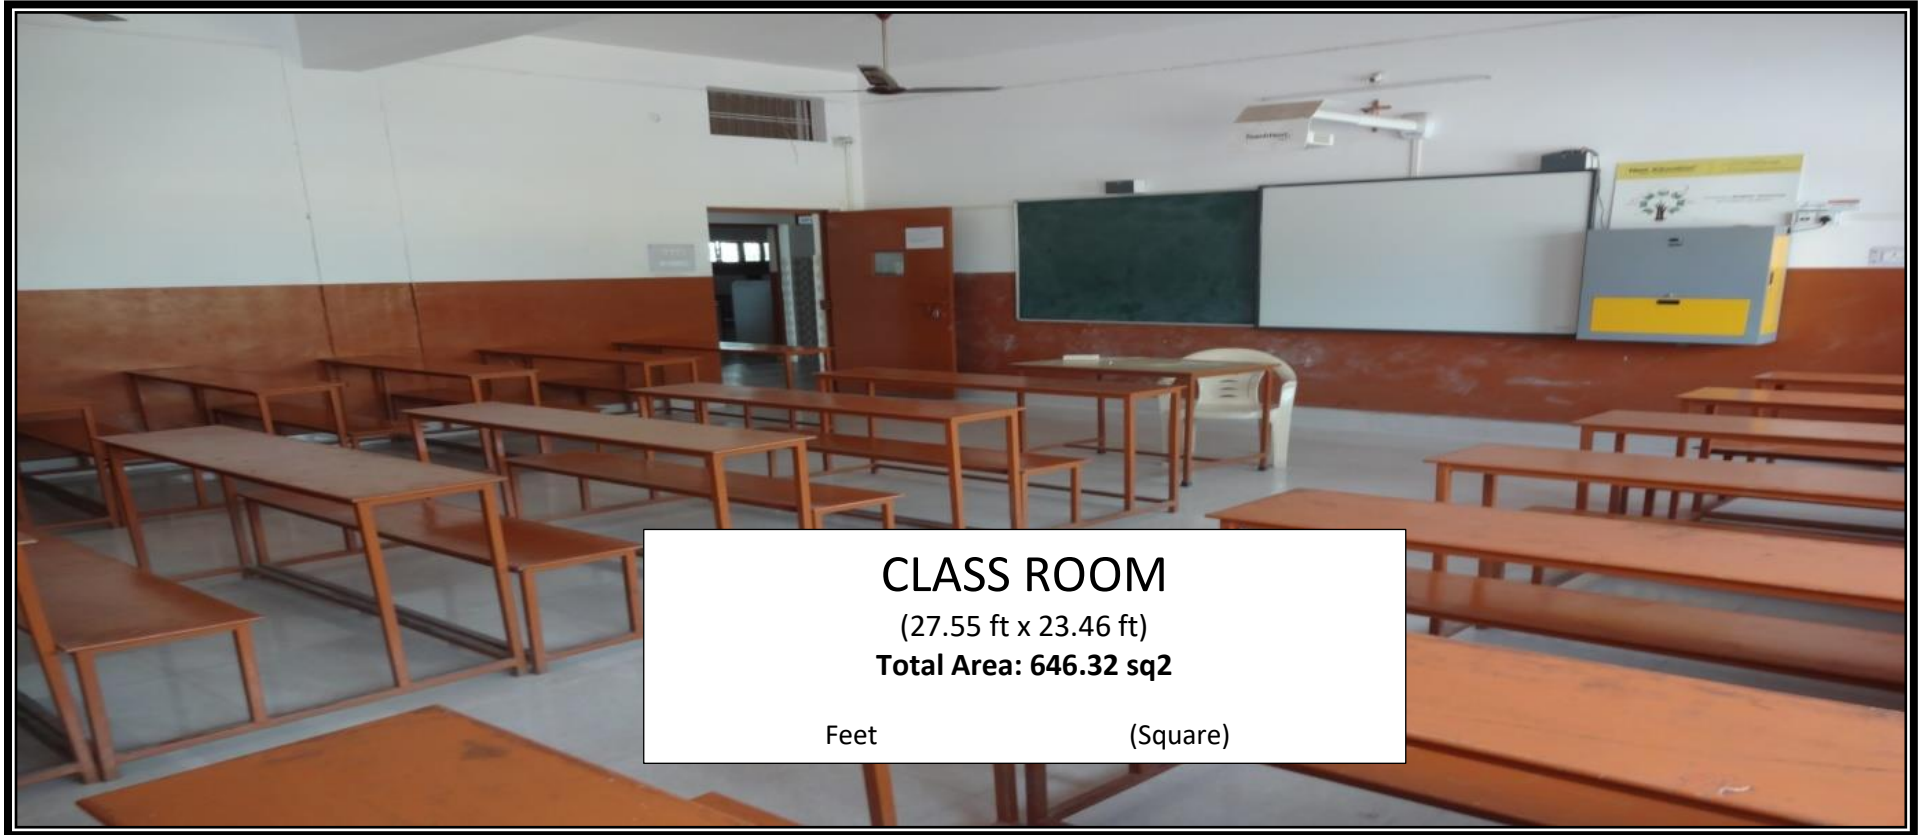 CLASS ROOM
(27.55 ft x 23.46 ft)
Total Area: 646.32 sq2
Feet (Square)